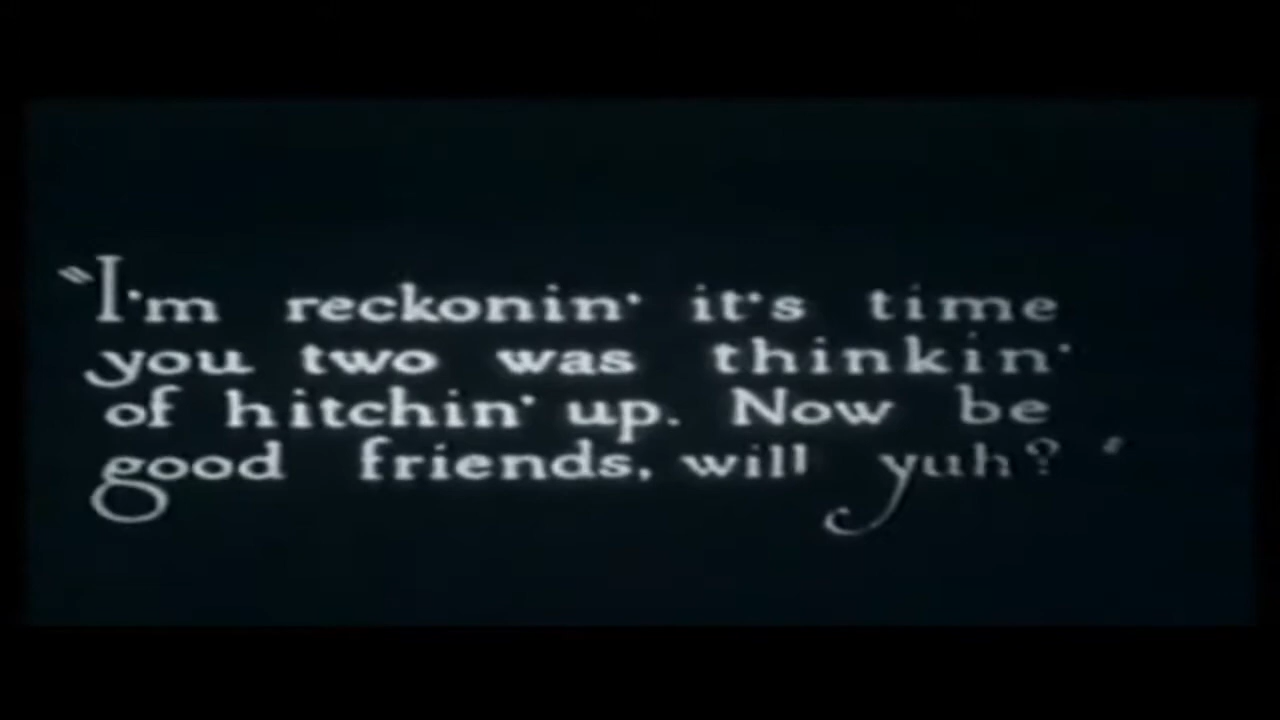 "I'm reckonin' it's time
you two was thinkin'
of hitchin' up. Now be
good friends, will yuh?"